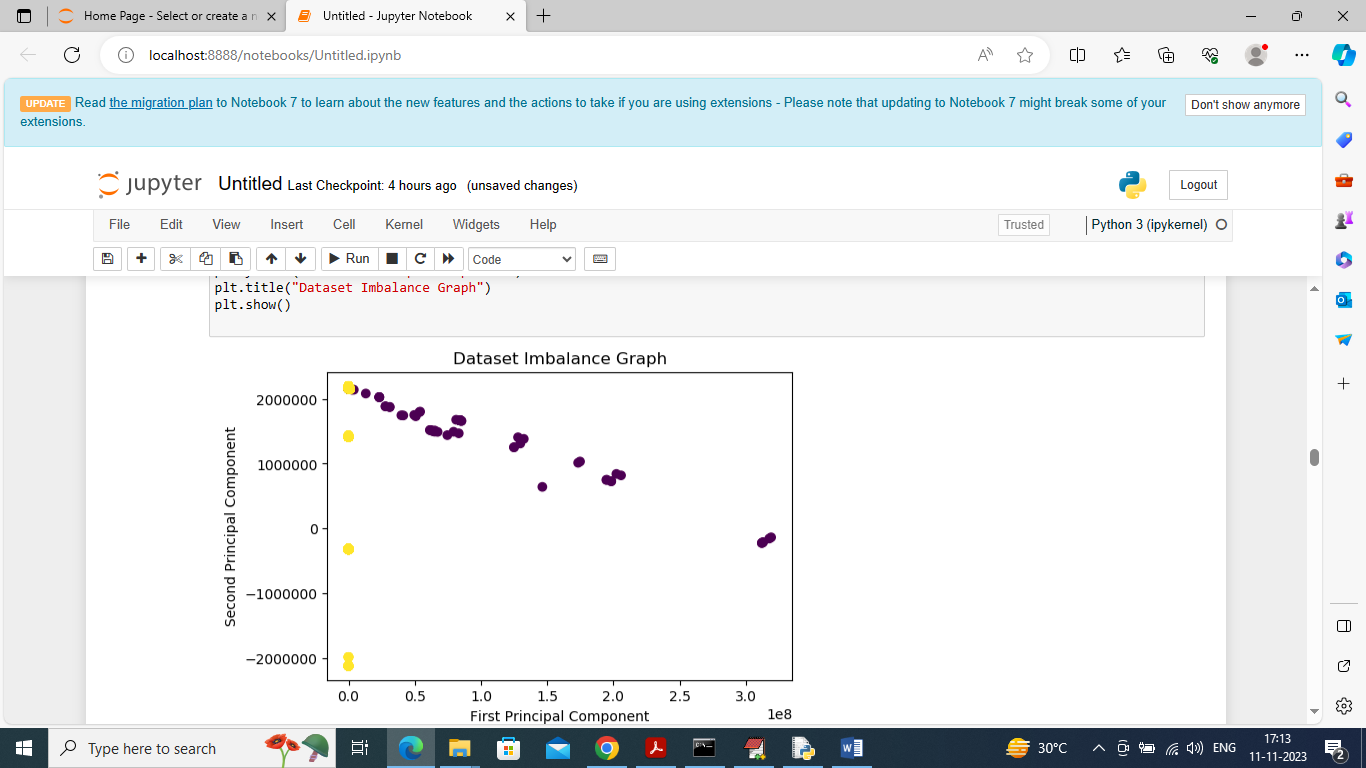 Home Page - Select or create a n
Untitled - Jupyter Notebook
localhost:8888/notebooks/Untitled.ipynb
UPDATE Read the migration plan to Notebook 7 to learn about the new features and the actions to take if you are using extensions - Please note that updating to Notebook 7 might break some of your
extensions.
Don't show anymore
jupyter Untitled Last Checkpoint: 4 hours ago (unsaved changes)
Logout
File Edit View Insert Cell Kernel Widgets Help
Trusted
Python 3 (ipykernel)
Run
Code
plt.title("Dataset Imbalance Graph")
plt.show()
Dataset Imbalance Graph
Second Principal Component
2000000
1000000
0
−1000000
−2000000
0.0 0.5 1.0 1.5 2.0 2.5 3.0
First Principal Component
1e8
Type here to search
30°C
ENG
17:13
11-11-2023
2